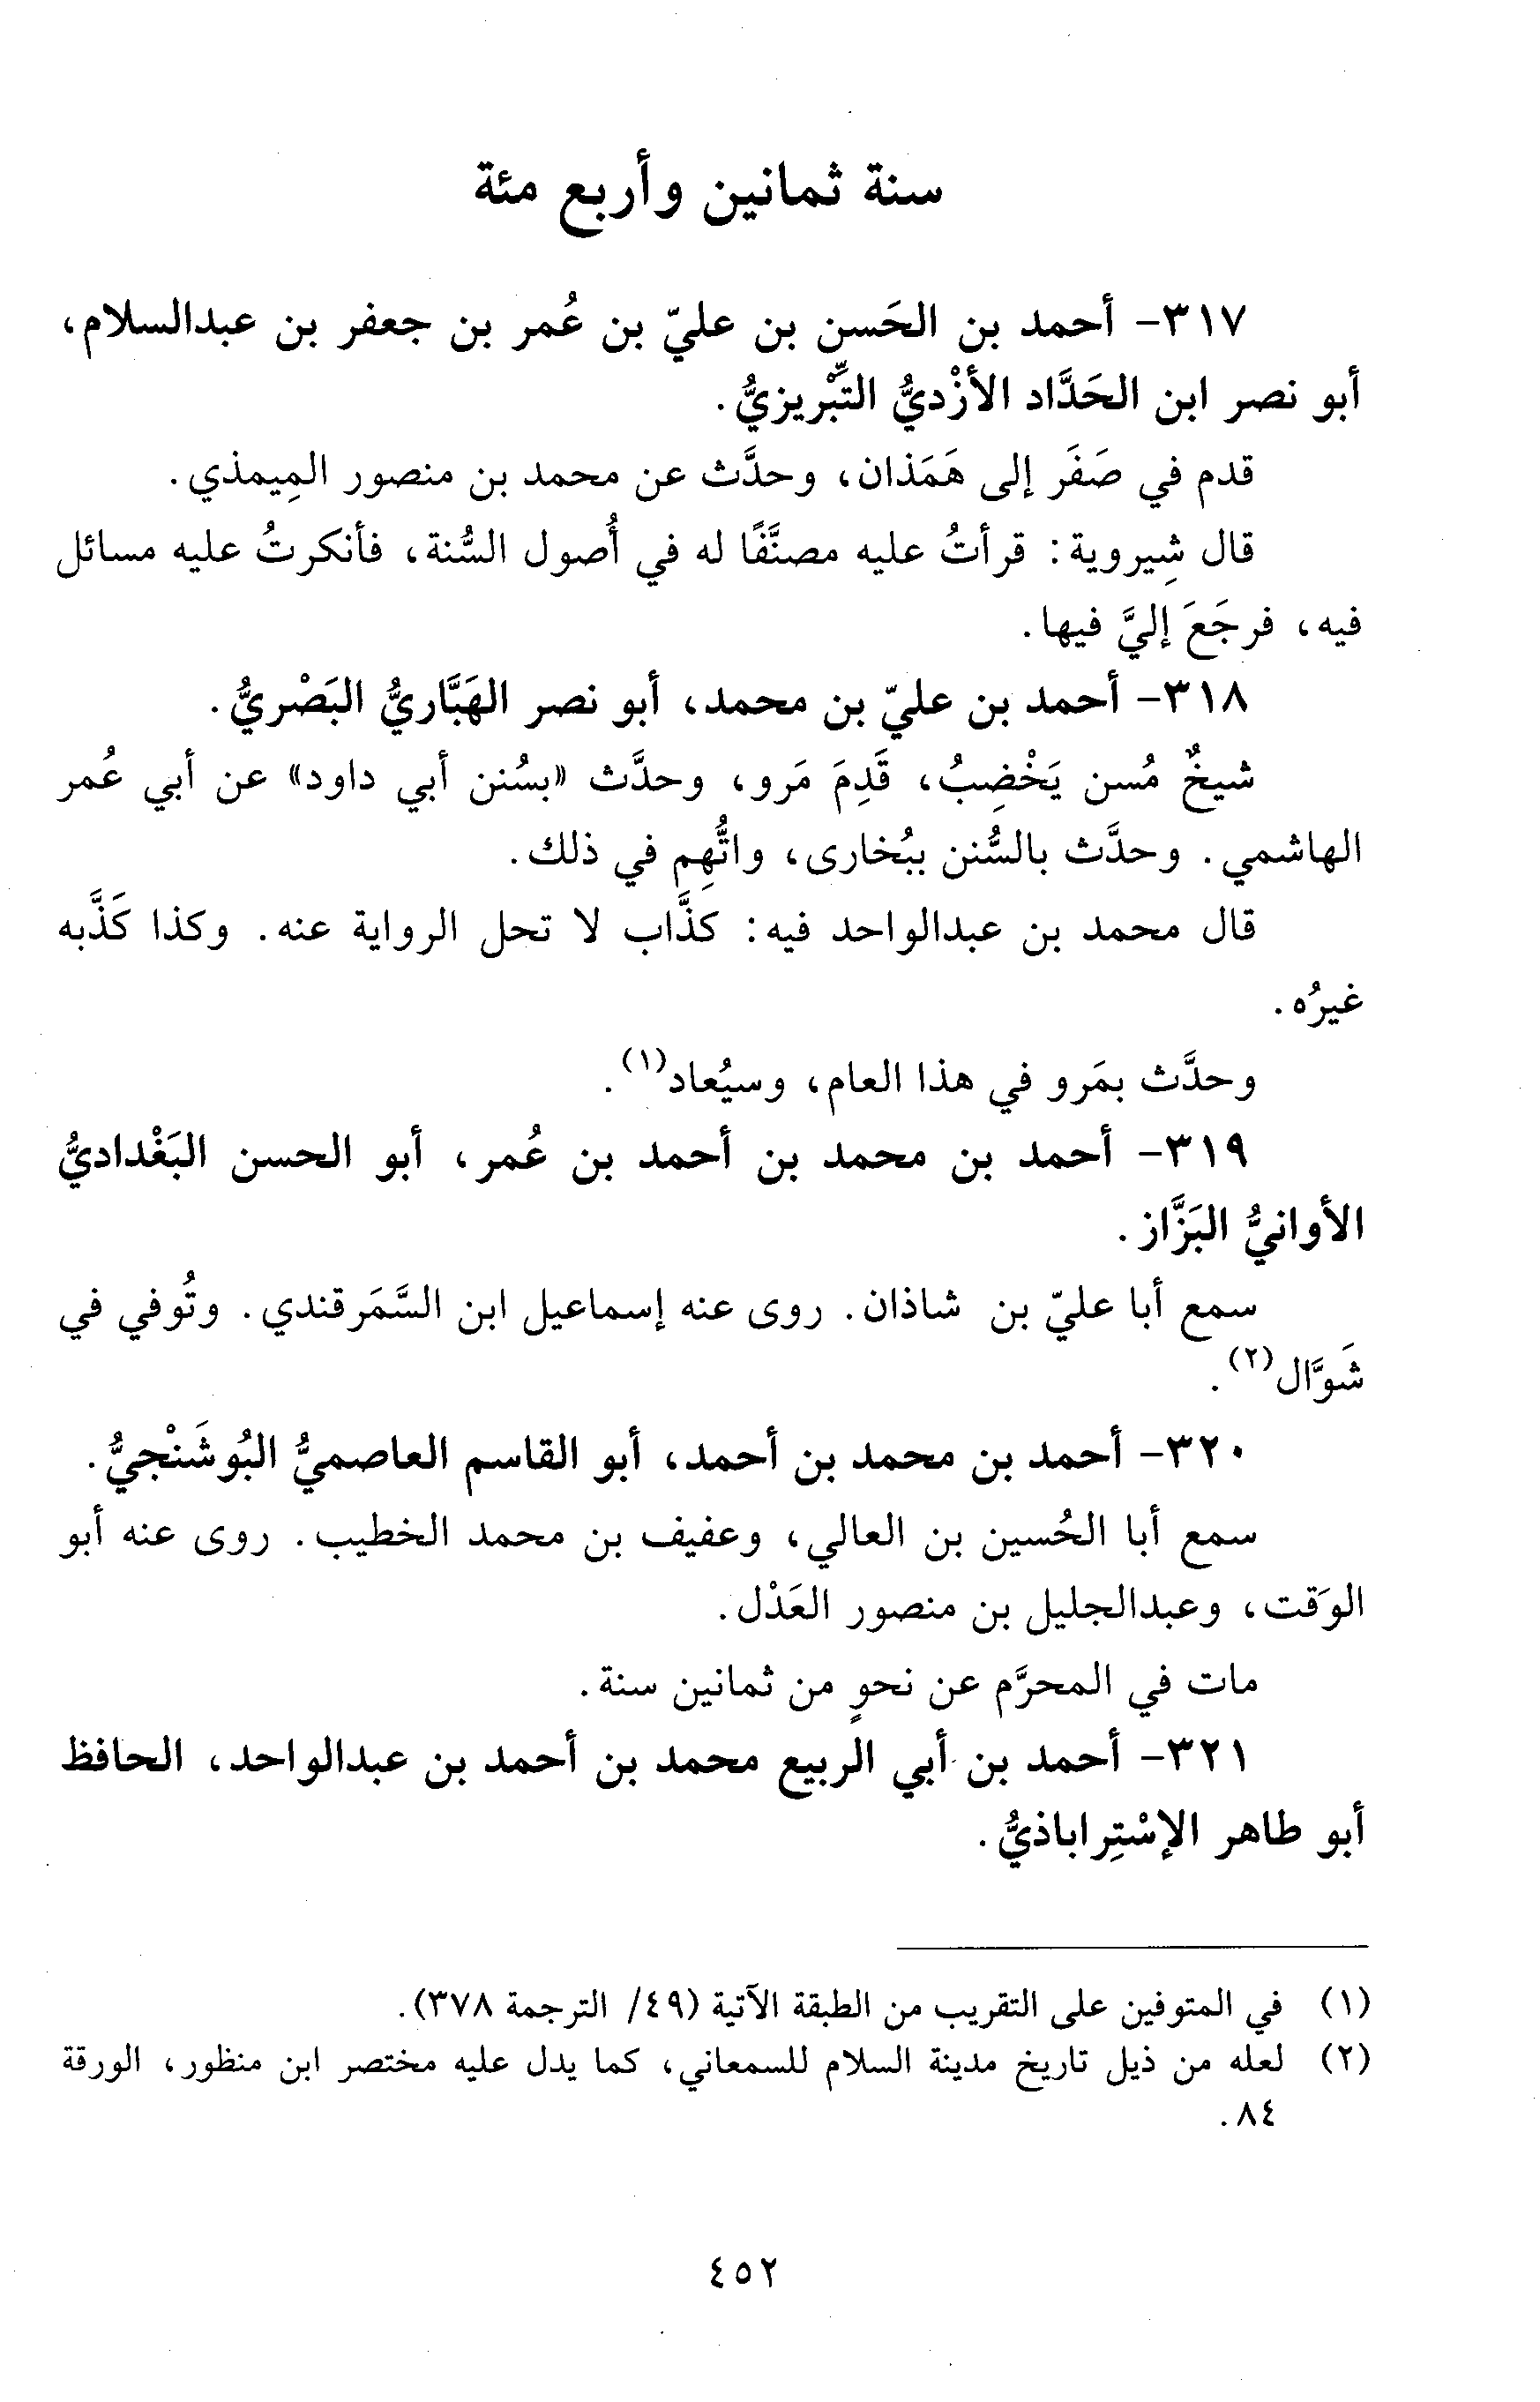 سنة ثمانين وأربع مئة
٣١٧- أحمد بن الحَسن بن عليّ بن عُمر بن جعفر بن عبدالسلام،
أبو نصر ابن الحَدَّاد الأزْديُّ التِّبْريزيُّ.
قدم في صَفَر إلى هَمَذان، وحدَّث عن محمد بن منصور المِيمذي.
قال شِيروية: قرأتُ عليه مصنَّفًا له في أُصول السُّنة، فأنكرتُ عليه مسائل
فيه، فرجَعَ إليَّ فيها.
٣١٨- أحمد بن عليّ بن محمد، أبو نصر الهَبَّاريُّ البَصْريُّ.
شيخٌ مُسن يَخْضِبُ، قَدِمَ مَرو، وحدَّث «بسُنن أبي داود» عن أبي عُمر
الهاشمي. وحدَّث بالسُّنن ببُخارى، واتُّهِم في ذلك.
قال محمد بن عبدالواحد فيه: كذَّاب لا تحل الرواية عنه. وكذا كَذَّبه
غيرُه.
وحدَّث بمَرو في هذا العام، وسيُعاد(١).
٣١٩- أحمد بن محمد بن أحمد بن عُمر، أبو الحسن البَغْداديُّ
الأوانيُّ البَزَّاز.
سمع أبا عليّ بن شاذان. روى عنه إسماعيل ابن السَّمَرقندي. وتُوفي في
شَوَّال(٢).
٣٢٠- أحمد بن محمد بن أحمد، أبو القاسم العاصميُّ البُوشَنْجيُّ.
سمع أبا الحُسين بن العالي، وعفيف بن محمد الخطيب. روى عنه أبو
الوَقت، وعبدالجليل بن منصور العَدْل.
مات في المحرَّم عن نحوٍ من ثمانين سنة.
٣٢١- أحمد بن أبي الربيع محمد بن أحمد بن عبدالواحد، الحافظ
أبو طاهر الإسْتِراباذيُّ.
(١) في المتوفين على التقريب من الطبقة الآتية (٤٩/ الترجمة ٣٧٨).
(٢) لعله من ذيل تاريخ مدينة السلام للسمعاني، كما يدل عليه مختصر ابن منظور، الورقة
٨٤.
٤٥٢